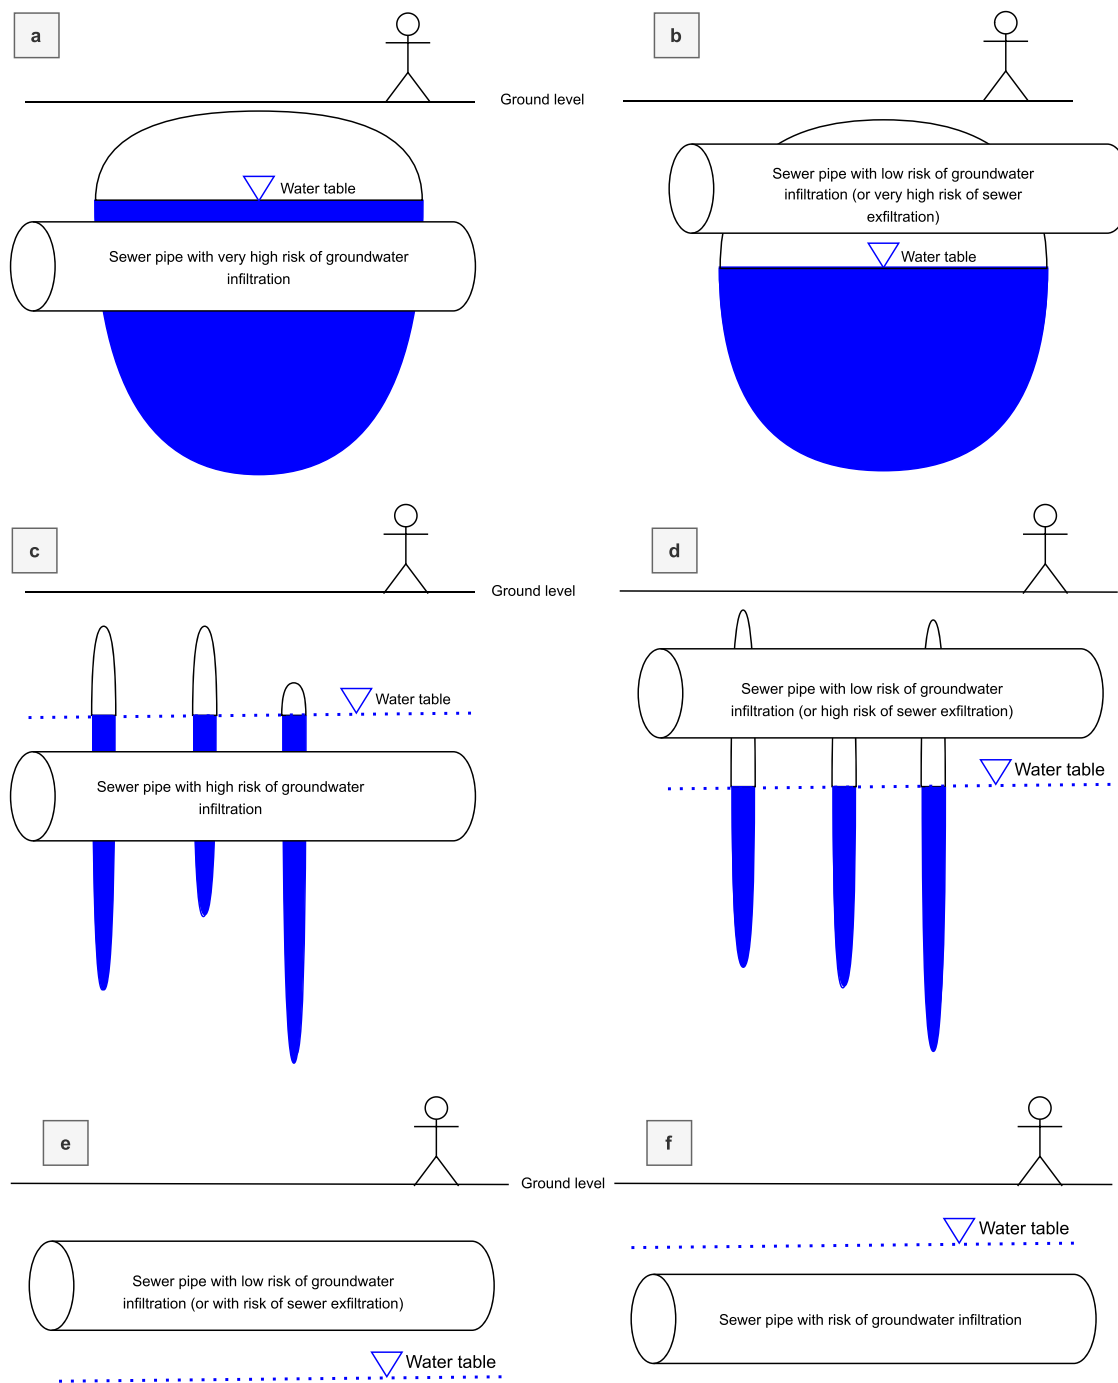 a
b
Ground level
Water table
Sewer pipe with very high risk of groundwater
infiltration
Sewer pipe with low risk of groundwater
infiltration (or very high risk of sewer
exfiltration)
Water table
c
d
Ground level
Water table
Sewer pipe with high risk of groundwater
infiltration
Sewer pipe with low risk of groundwater
infiltration (or high risk of sewer exfiltration)
Water table
e
f
Ground level
Sewer pipe with low risk of groundwater
infiltration (or with risk of sewer exfiltration)
Water table
Water table
Sewer pipe with risk of groundwater infiltration